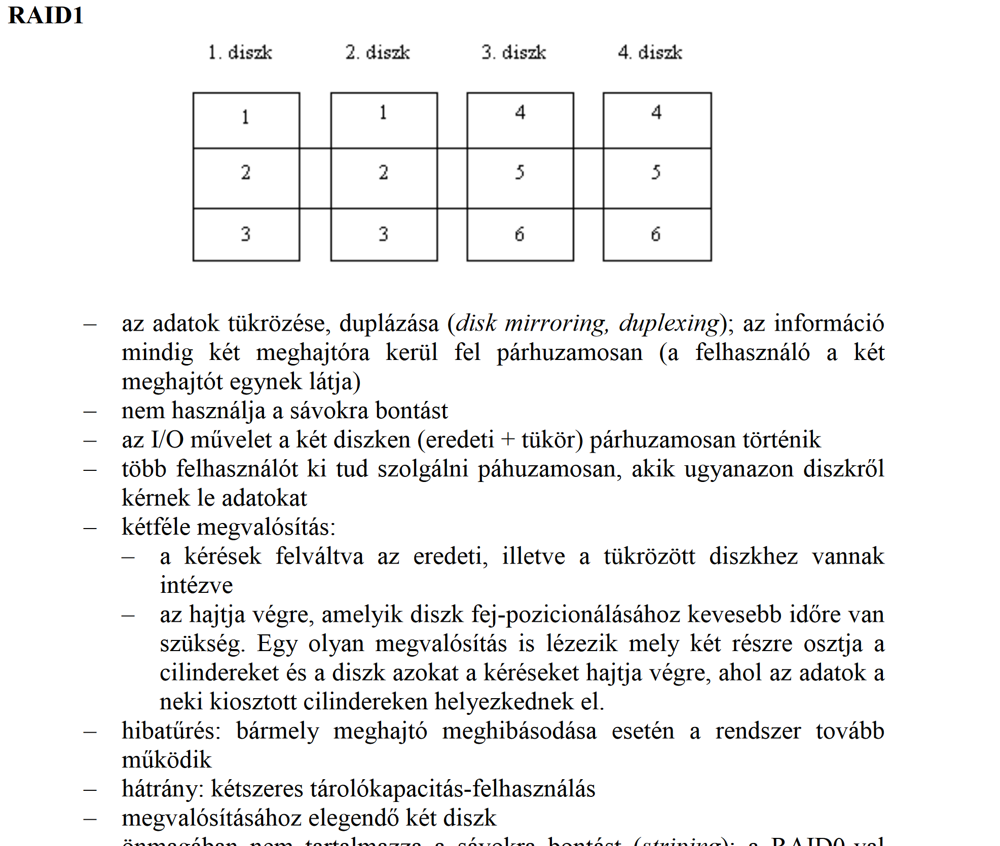 RAID1
1. diszk 2. diszk 3. diszk 4. diszk
1 1 4 4
2 2 5 5
3 3 6 6
– az adatok tükrözése, duplázása (disk mirroring, duplexing); az információ
mindig két meghajtóra kerül fel párhuzamosan (a felhasználó a két
meghajtót egynek látja)
– nem használja a sávokra bontást
– az I/O művelet a két diszken (eredeti + tükör) párhuzamosan történik
– több felhasználót ki tud szolgálni páhuzamosan, akik ugyanazon diszkről
kérnek le adatokat
– kétféle megvalósítás:
– a kérések felváltva az eredeti, illetve a tükrözött diszkhez vannak
intézve
– az hajtja végre, amelyik diszk fej-pozicionálásához kevesebb időre van
szükség. Egy olyan megvalósítás is lézezik mely két részre osztja a
cilindereket és a diszk azokat a kéréseket hajtja végre, ahol az adatok a
neki kiosztott cilindereken helyezkednek el.
– hibatűrés: bármely meghajtó meghibásodása esetén a rendszer tovább
működik
– hátrány: kétszeres tárolókapacitás-felhasználás
– megvalósításához elegendő két diszk
önmagában nem tartalmazza a sávokra bontást (striping); a RAID0-val